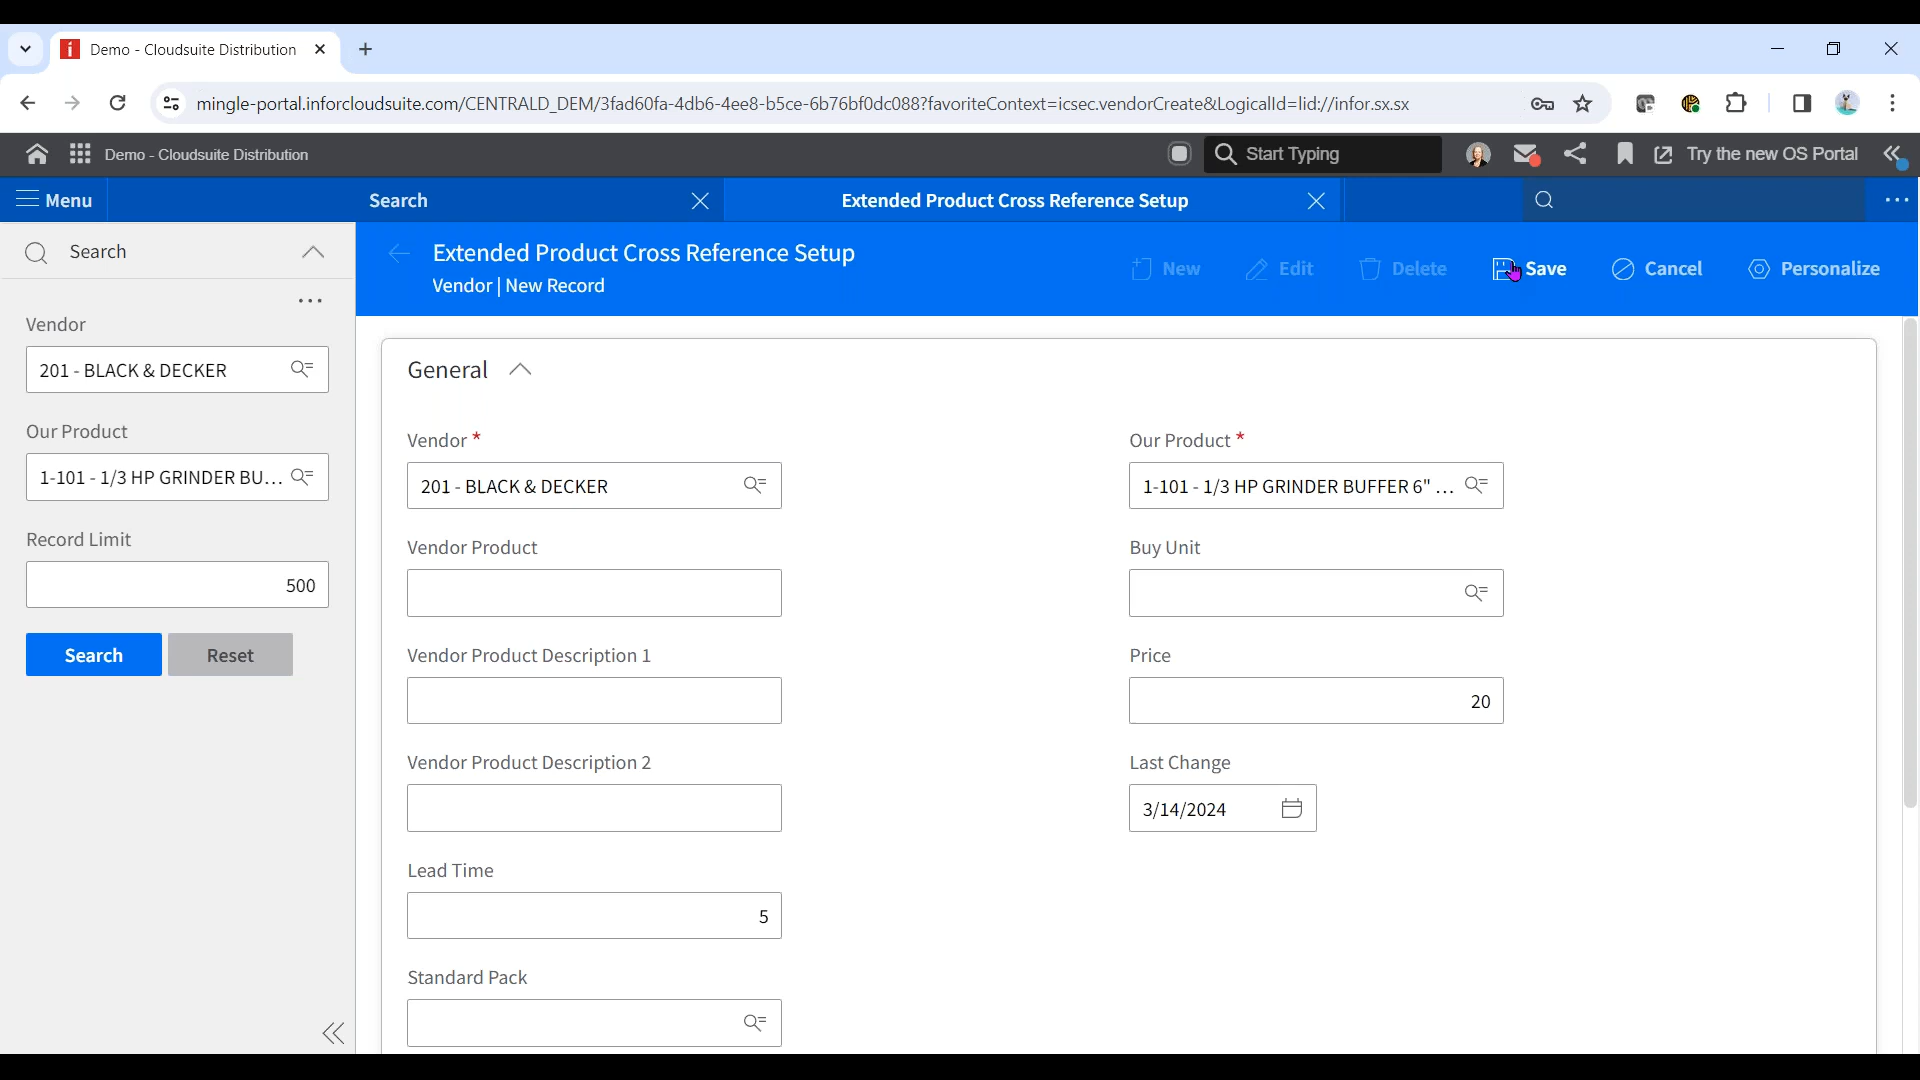 Demo - Cloudsuite Distribution
mingle-portal.inforcloudsuite.com/CENTRALD_DEM/3fad60fa-4db6-4ee8-b5ce-6b76bf0dc088?favoriteContext=icsec.vendorCreate&LogicalId=lid://infor.sx.sx
Demo - Cloudsuite Distribution
Start Typing
Try the new OS Portal
Menu
Search
Extended Product Cross Reference Setup
Search
Extended Product Cross Reference Setup
Vendor | New Record
New
Edit
Delete
Save
Cancel
Personalize
Vendor
201 - BLACK & DECKER
Our Product
1-101 - 1/3 HP GRINDER BU...
Record Limit
500
Search
Reset
General
Vendor *
201 - BLACK & DECKER
Our Product *
1-101 - 1/3 HP GRINDER BUFFER 6" ...
Vendor Product
Buy Unit
Vendor Product Description 1
Price
20
Vendor Product Description 2
Last Change
3/14/2024
Lead Time
5
Standard Pack